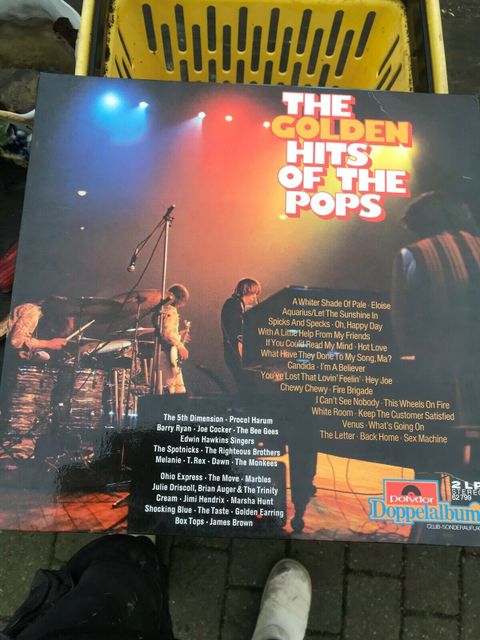 THE
GOLDEN
HITS
OF THE
POPS
A Whiter Shade Of Pale · Eloise
Aquarius/Let The Sunshine In
Spicks And Specks · Oh, Happy Day
With A Little Help From My Friends
If You Could Read My Mind · Hot Love
What Have They Done To My Song, Ma?
Candida · I'm A Believer
You've Lost That Lovin' Feelin' · Hey Joe
Chewy Chewy · Fire Brigade
I Can't See Nobody · This Wheels On Fire
White Room · Keep The Customer Satisfied
Venus · What's Going On
The Letter · Back Home · Sex Machine
The 5th Dimension · Procol Harum
Barry Ryan · Joe Cocker · The Bee Gees
Edwin Hawkins Singers
The Spotnicks · The Righteous Brothers
Melanie · T. Rex · Dawn · The Monkees
Ohio Express · The Move · Marbles
Julie Driscoll, Brian Auger & The Trinity
Cream · Jimi Hendrix · Marsha Hunt
Shocking Blue · The Taste · Golden Earring
Box Tops · James Brown
polydor
Doppelalbum
2 LP
STEREO
62 799
CLUB-SONDERAUFLAGE